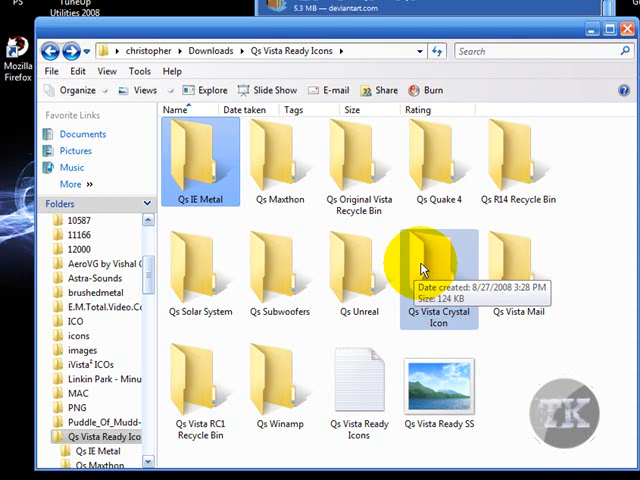 PS
TuneUp
Utilities 2008
5.3 MB — deviantart.com
Mozilla
Firefox
christopher
Downloads
Qs Vista Ready Icons
Search
File
Edit
View
Tools
Help
Organize
Views
Explore
Slide Show
E-mail
Share
Burn
Favorite Links
Documents
Pictures
Music
More
Folders
10587
11166
12000
AeroVG by Vishal G
Astra-Sounds
brushedmetal
E.M.Total.Video.Co
ICO
icons
images
iVista² ICOs
Linkin Park - Minu
MAC
PNG
Puddle_Of_Mudd-
Qs Vista Ready Ico
Qs IE Metal
Qs Maxthon
Name
Date taken
Tags
Size
Rating
Qs IE Metal
Qs Maxthon
Qs Original Vista
Recycle Bin
Qs Quake 4
Qs R14 Recycle Bin
Qs Solar System
Qs Subwoofers
Qs Unreal
Date created: 8/27/2008 3:28 PM
Size: 124 KB
Qs Vista Crystal
Icon
Qs Vista Mail
Qs Vista RC1
Recycle Bin
Qs Winamp
Qs Vista Ready
Icons
Qs Vista Ready SS
TK